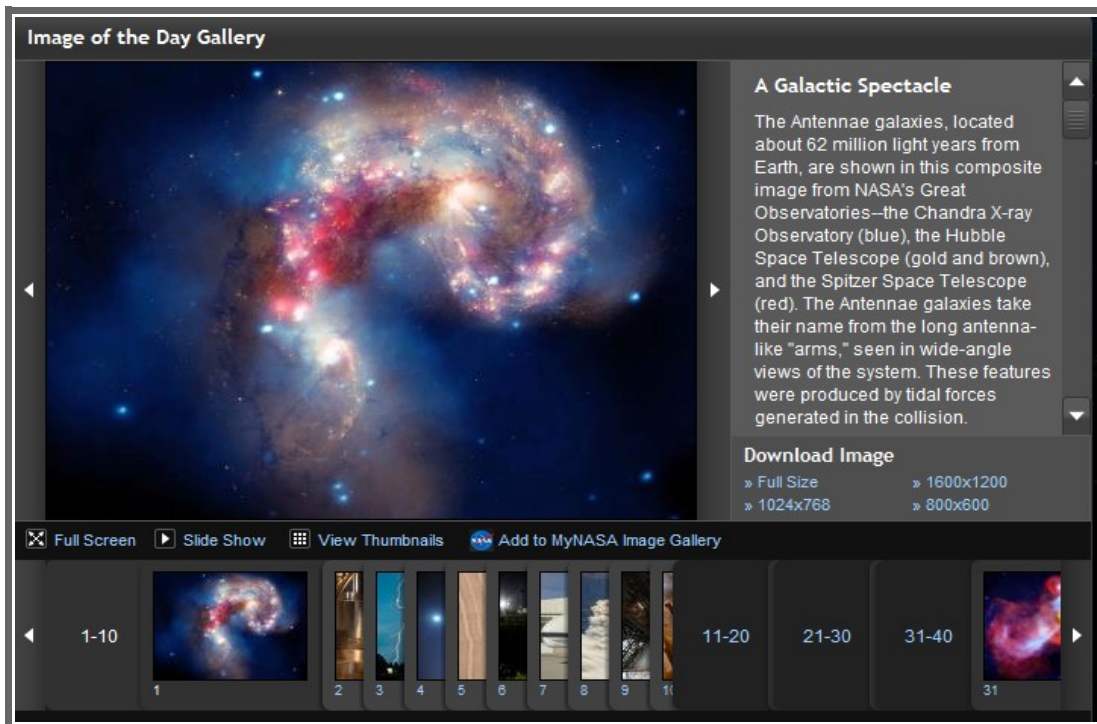 Image of the Day Gallery
A Galactic Spectacle
The Antennae galaxies, located
about 62 million light years from
Earth, are shown in this composite
image from NASA's Great
Observatories--the Chandra X-ray
Observatory (blue), the Hubble
Space Telescope (gold and brown),
and the Spitzer Space Telescope
(red). The Antennae galaxies take
their name from the long antenna-
like "arms," seen in wide-angle
views of the system. These features
were produced by tidal forces
generated in the collision.
Download Image
» Full Size » 1600x1200
» 1024x768 » 800x600
Full Screen Slide Show View Thumbnails NASA Add to MyNASA Image Gallery
1-10 11-20 21-30 31-40
1 2 3 4 5 6 7 8 9 10 31